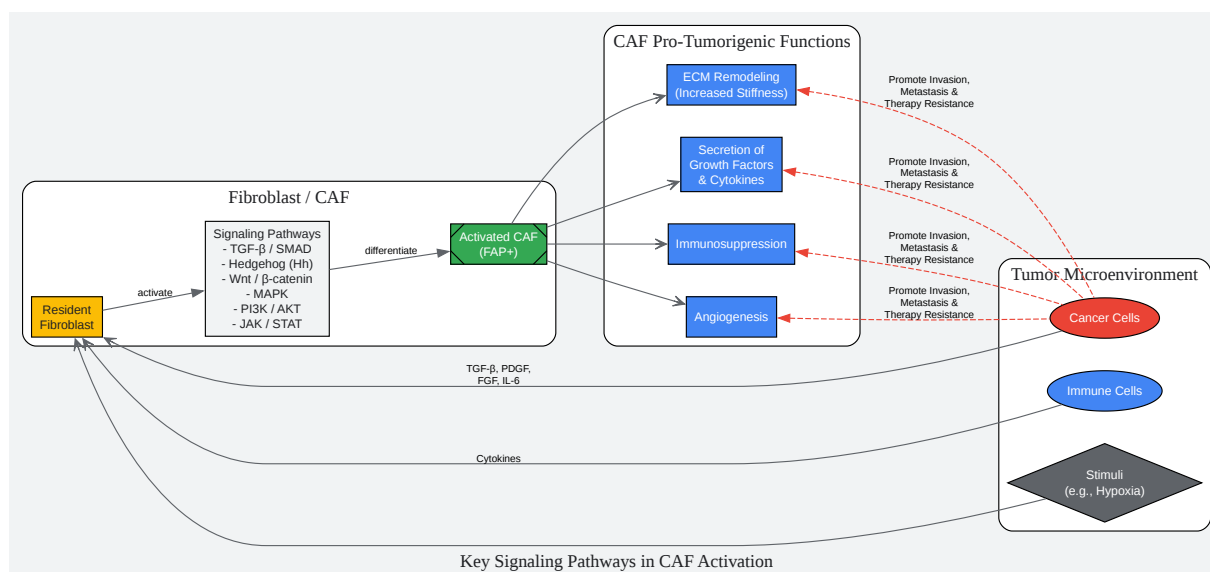 CAF Pro-Tumorigenic Functions
ECM Remodeling
(Increased Stiffness)
Promote Invasion,
Metastasis &
Therapy Resistance
Secretion of
Growth Factors
& Cytokines
Promote Invasion,
Metastasis &
Therapy Resistance
Immunosuppression
Promote Invasion,
Metastasis &
Therapy Resistance
Angiogenesis
Promote Invasion,
Metastasis &
Therapy Resistance
Fibroblast / CAF
Resident
Fibroblast
activate
Signaling Pathways
- TGF-β / SMAD
- Hedgehog (Hh)
- Wnt / β-catenin
- MAPK
- PI3K / AKT
- JAK / STAT
differentiate
Activated CAF
(FAP+)
Tumor Microenvironment
Cancer Cells
Immune Cells
Stimuli
(e.g., Hypoxia)
TGF-β, PDGF,
FGF, IL-6
Cytokines
Key Signaling Pathways in CAF Activation